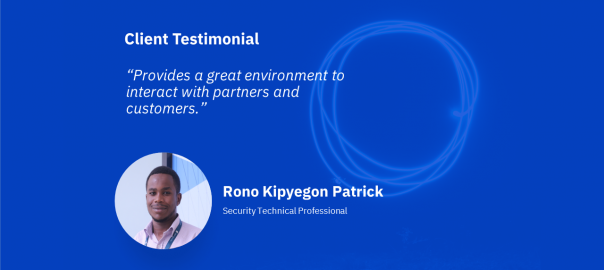 Client Testimonial
“Provides a great environment to
interact with partners and
customers.”
Rono Kipyegon Patrick
Security Technical Professional